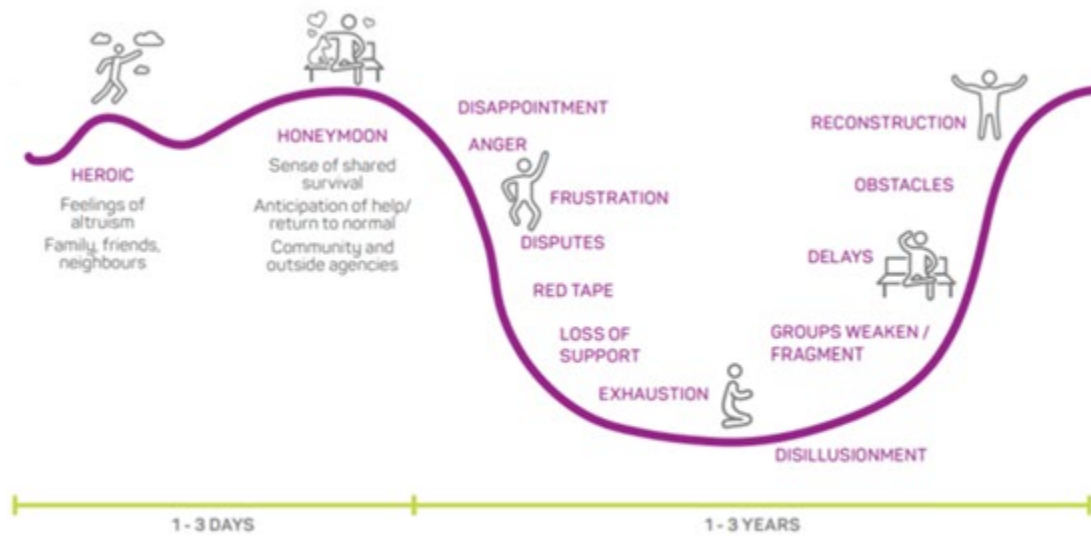 HEROIC
Feelings of
altruism
Family, friends,
neighbours
HONEYMOON
Sense of shared
survival
Anticipation of help/
return to normal
Community and
outside agencies
DISAPPOINTMENT
ANGER
FRUSTRATION
DISPUTES
RED TAPE
LOSS OF
SUPPORT
EXHAUSTION
DISILLUSIONMENT
GROUPS WEAKEN /
FRAGMENT
DELAYS
OBSTACLES
RECONSTRUCTION
1 - 3 DAYS
1 - 3 YEARS